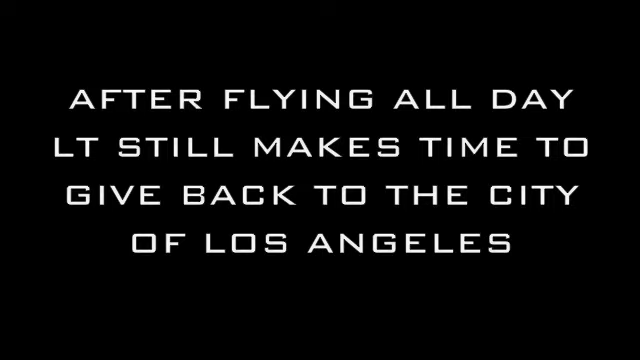 AFTER FLYING ALL DAY
LT STILL MAKES TIME TO
GIVE BACK TO THE CITY
OF LOS ANGELES